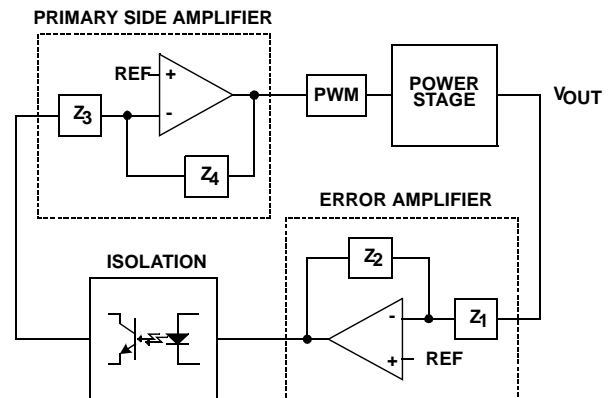 PRIMARY SIDE AMPLIFIER
REF
+
-
Z3
Z4
PWM
POWER
STAGE
VOUT
ERROR AMPLIFIER
ISOLATION
Z2
-
Z1
+
REF